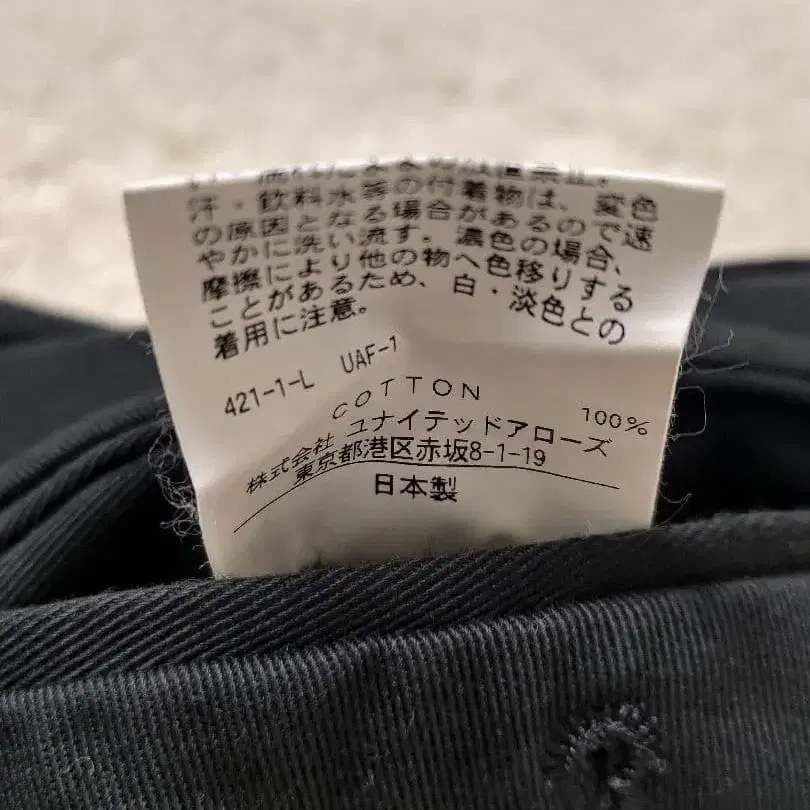 汗・飲料水等の付着物は、変色
の原因となる場合があるので速
やかに洗い流す。濃色の場合、
摩擦により他の物へ色移りする
ことがあるため、白・淡色との
着用に注意。
421-1-L UAF-1
COTTON 100%
株式会社 ユナイテッドアローズ
東京都港区赤坂8-1-19
日本製